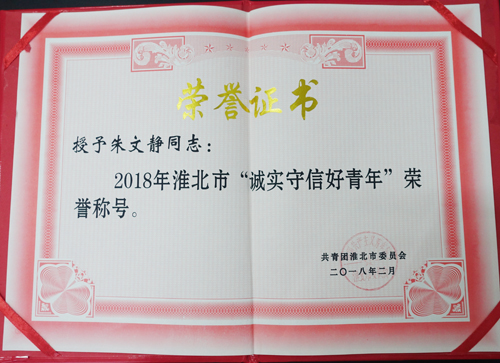 荣誉证书
授予朱文静同志：
2018年淮北市“诚实守信好青年”荣
誉称号。
共青团淮北市委员会
二〇一八年二月